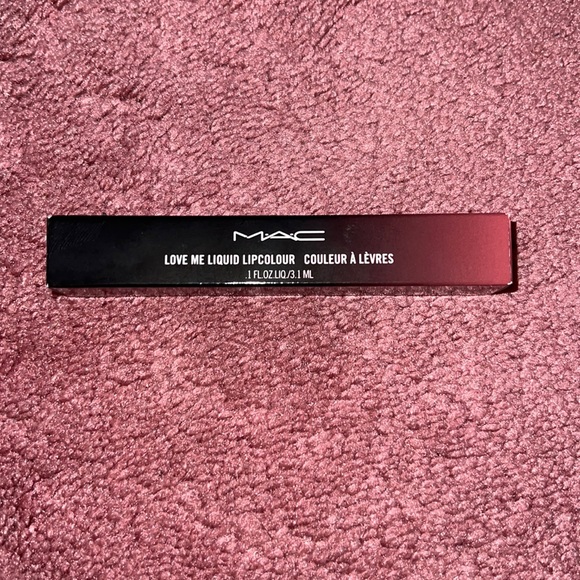 MAC
LOVE ME LIQUID LIPCOLOUR COULEUR À LÈVRES
.1 FL.OZ.LIQ./3.1 ML